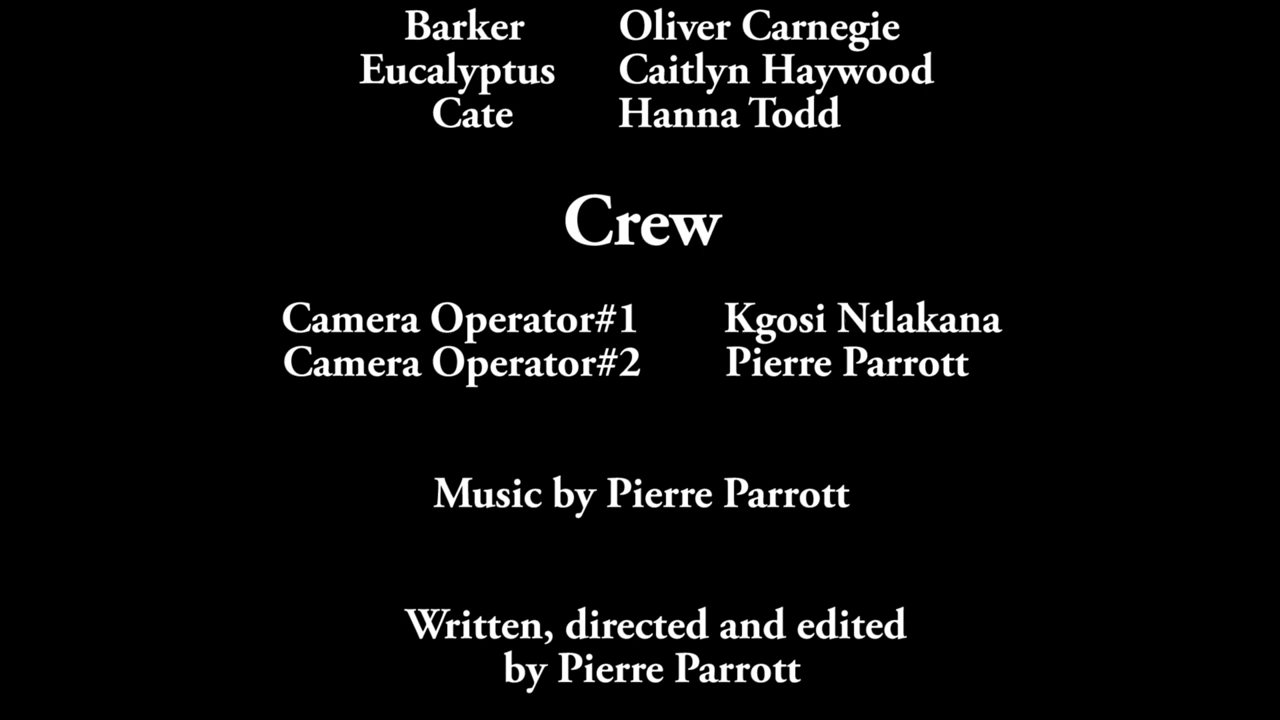 Barker Oliver Carnegie
Eucalyptus Caitlyn Haywood
Cate Hanna Todd
Crew
Camera Operator#1 Kgosi Ntlakana
Camera Operator#2 Pierre Parrott
Music by Pierre Parrott
Written, directed and edited
by Pierre Parrott